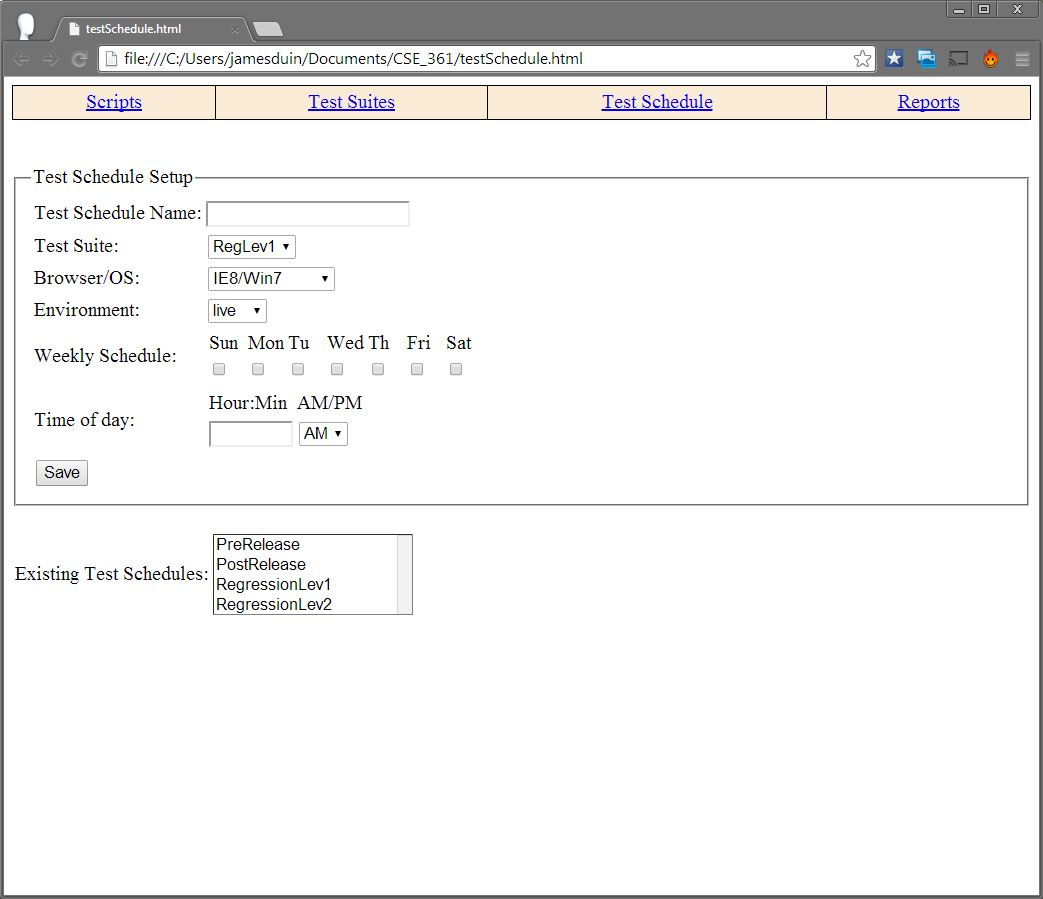 testSchedule.html
file:///C:/Users/jamesduin/Documents/CSE_361/testSchedule.html
Scripts Test Suites Test Schedule Reports
Test Schedule Setup
Test Schedule Name:
Test Suite: RegLev1
Browser/OS: IE8/Win7
Environment: live
Sun Mon Tu Wed Th Fri Sat
Weekly Schedule:
Hour:Min AM/PM
Time of day:
AM
Save
PreRelease
PostRelease
Existing Test Schedules:
RegressionLev1
RegressionLev2